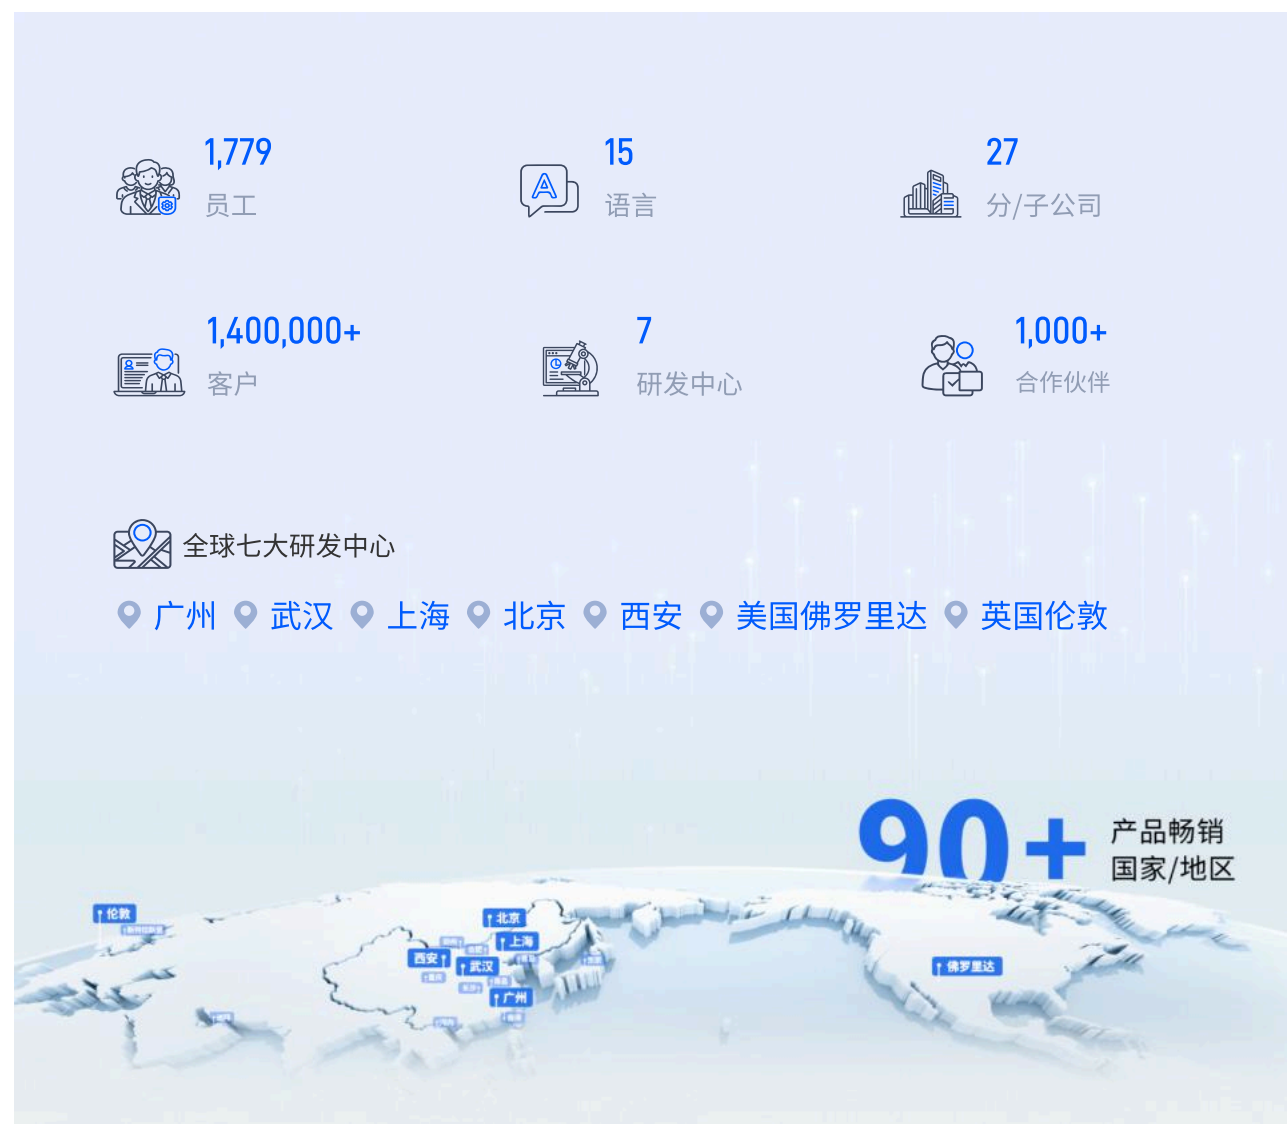 1,779
员工
15
语言
27
分/子公司
1,400,000+
客户
7
研发中心
1,000+
合作伙伴
全球七大研发中心
广州 武汉 上海 北京 西安 美国佛罗里达 英国伦敦
90+
产品畅销
国家/地区
伦敦
北京
上海
西安
武汉
广州
佛罗里达